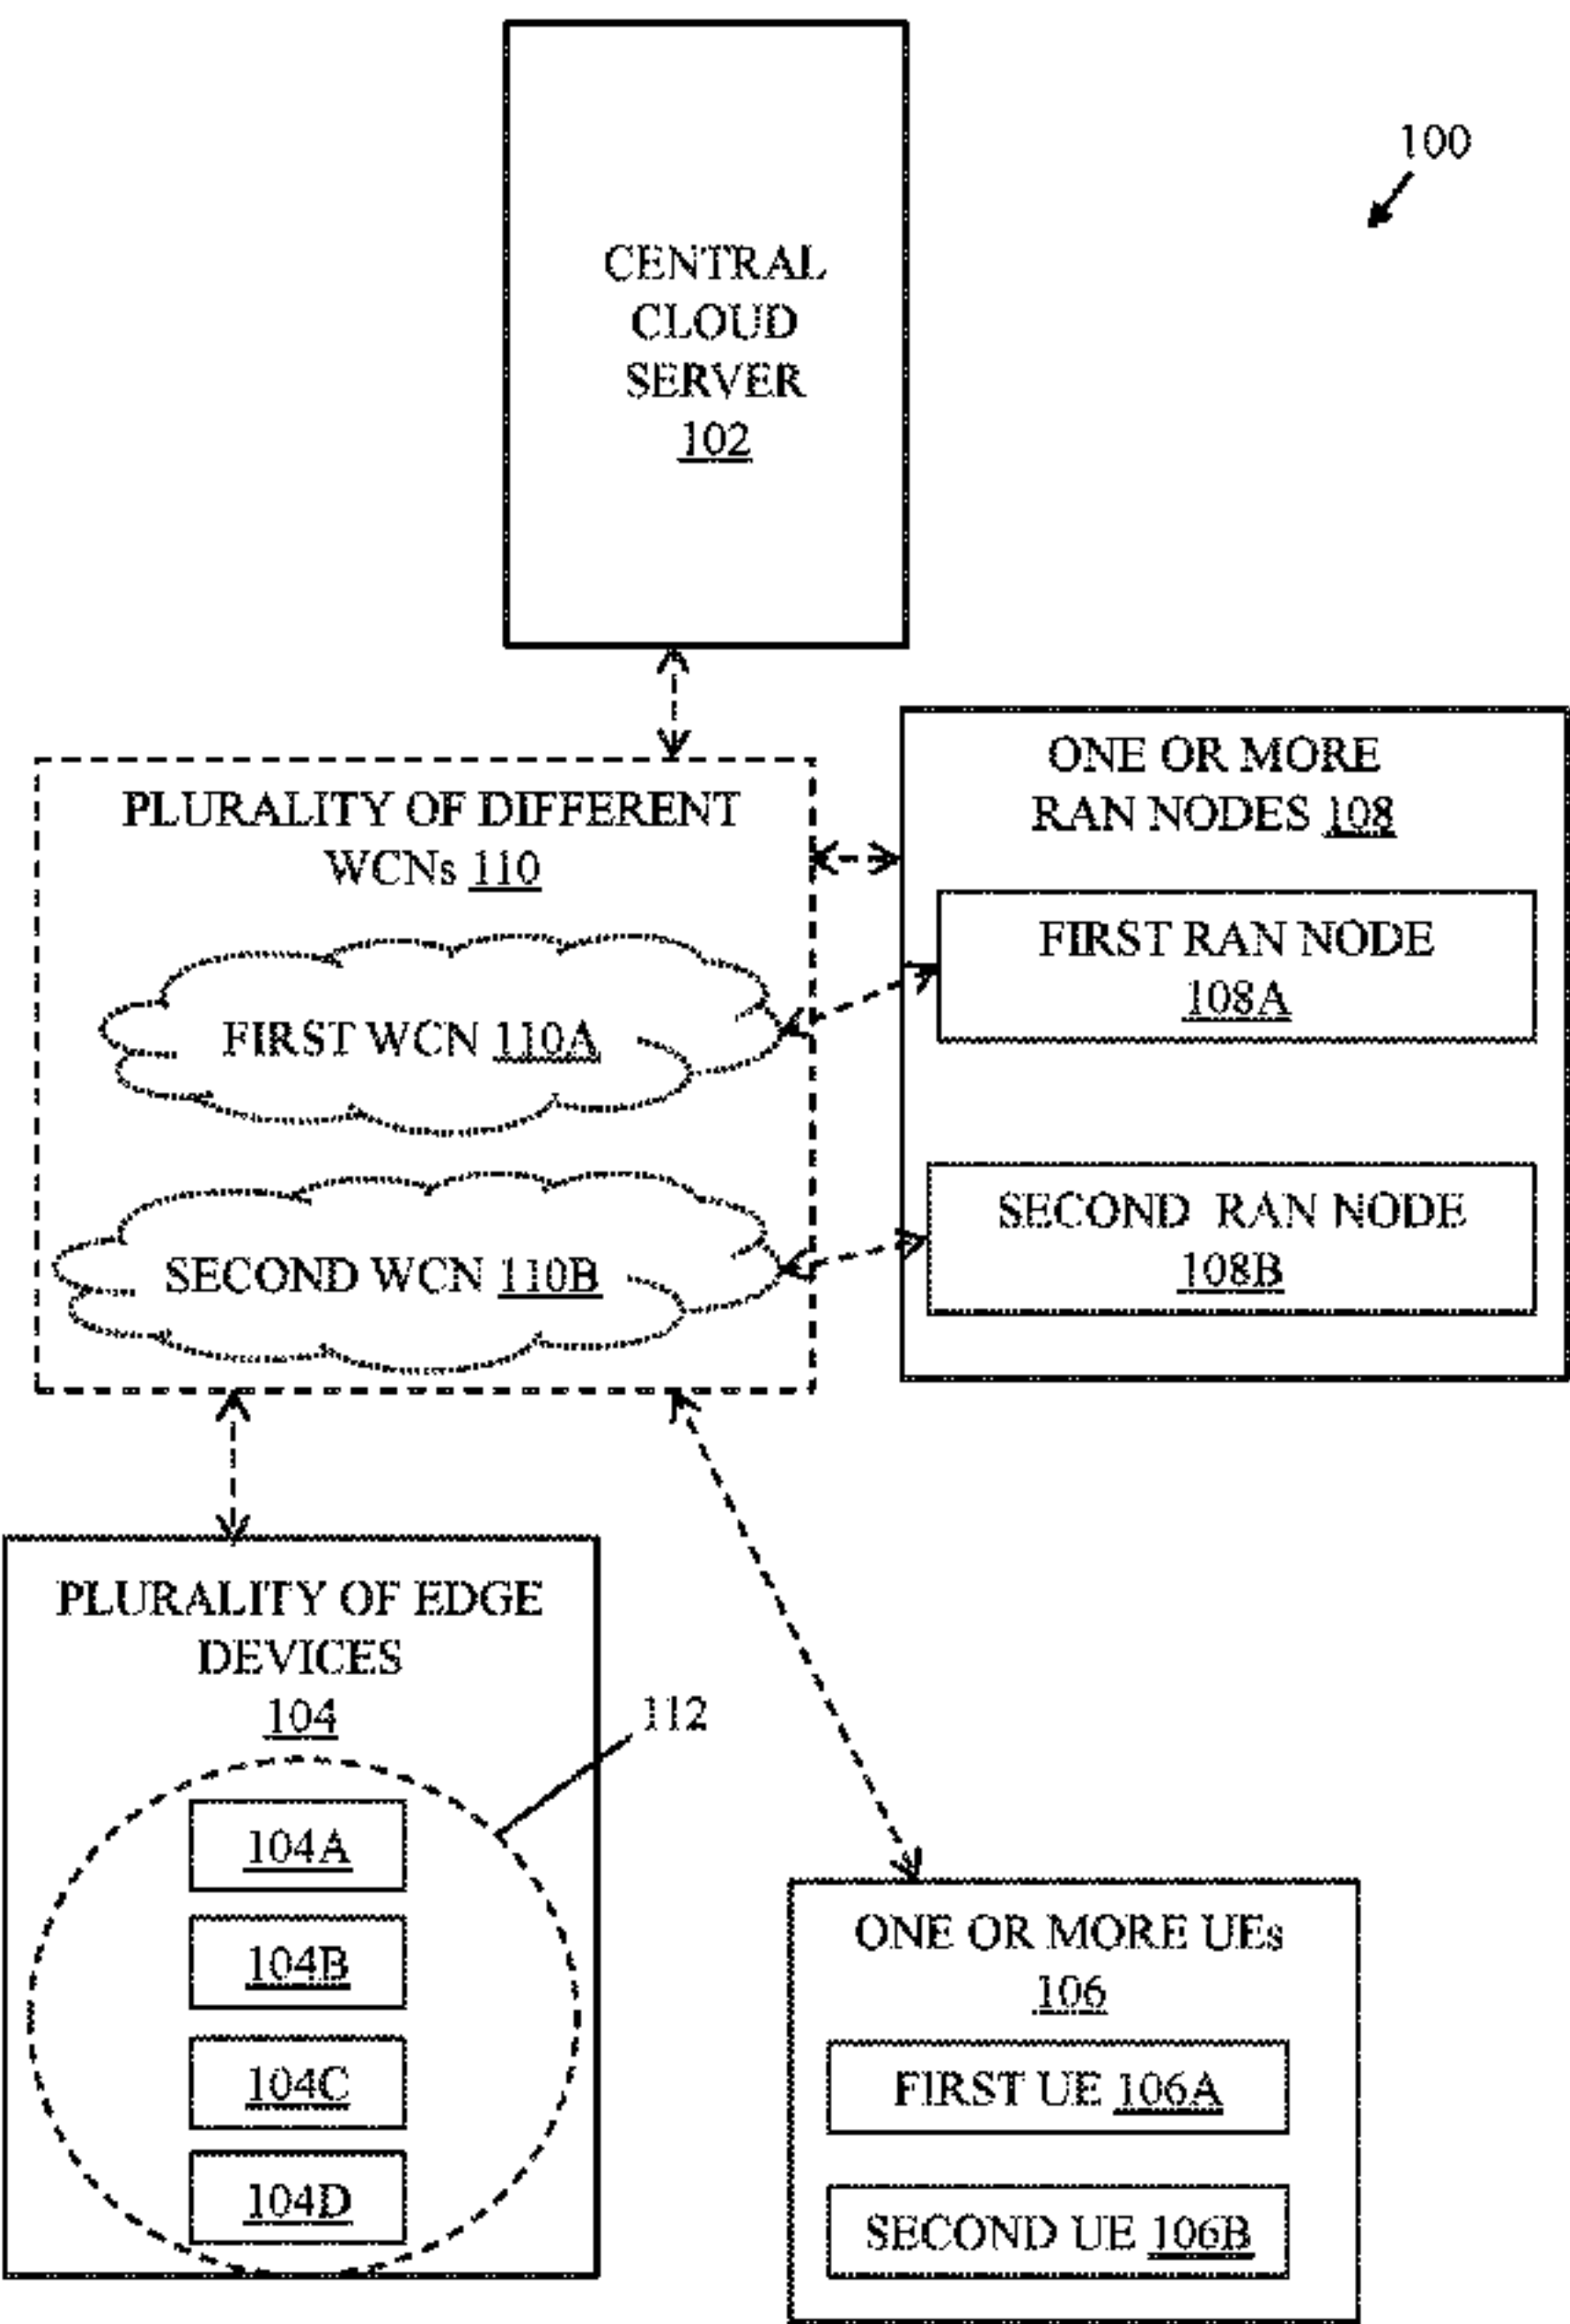 CENTRAL
CLOUD
SERVER
102
100
PLURALITY OF DIFFERENT
WCNs 110
FIRST WCN 110A
SECOND WCN 110B
ONE OR MORE
RAN NODES 108
FIRST RAN NODE
108A
SECOND RAN NODE
108B
PLURALITY OF EDGE
DEVICES
104
112
104A
104B
104C
104D
ONE OR MORE UEs
106
FIRST UE 106A
SECOND UE 106B